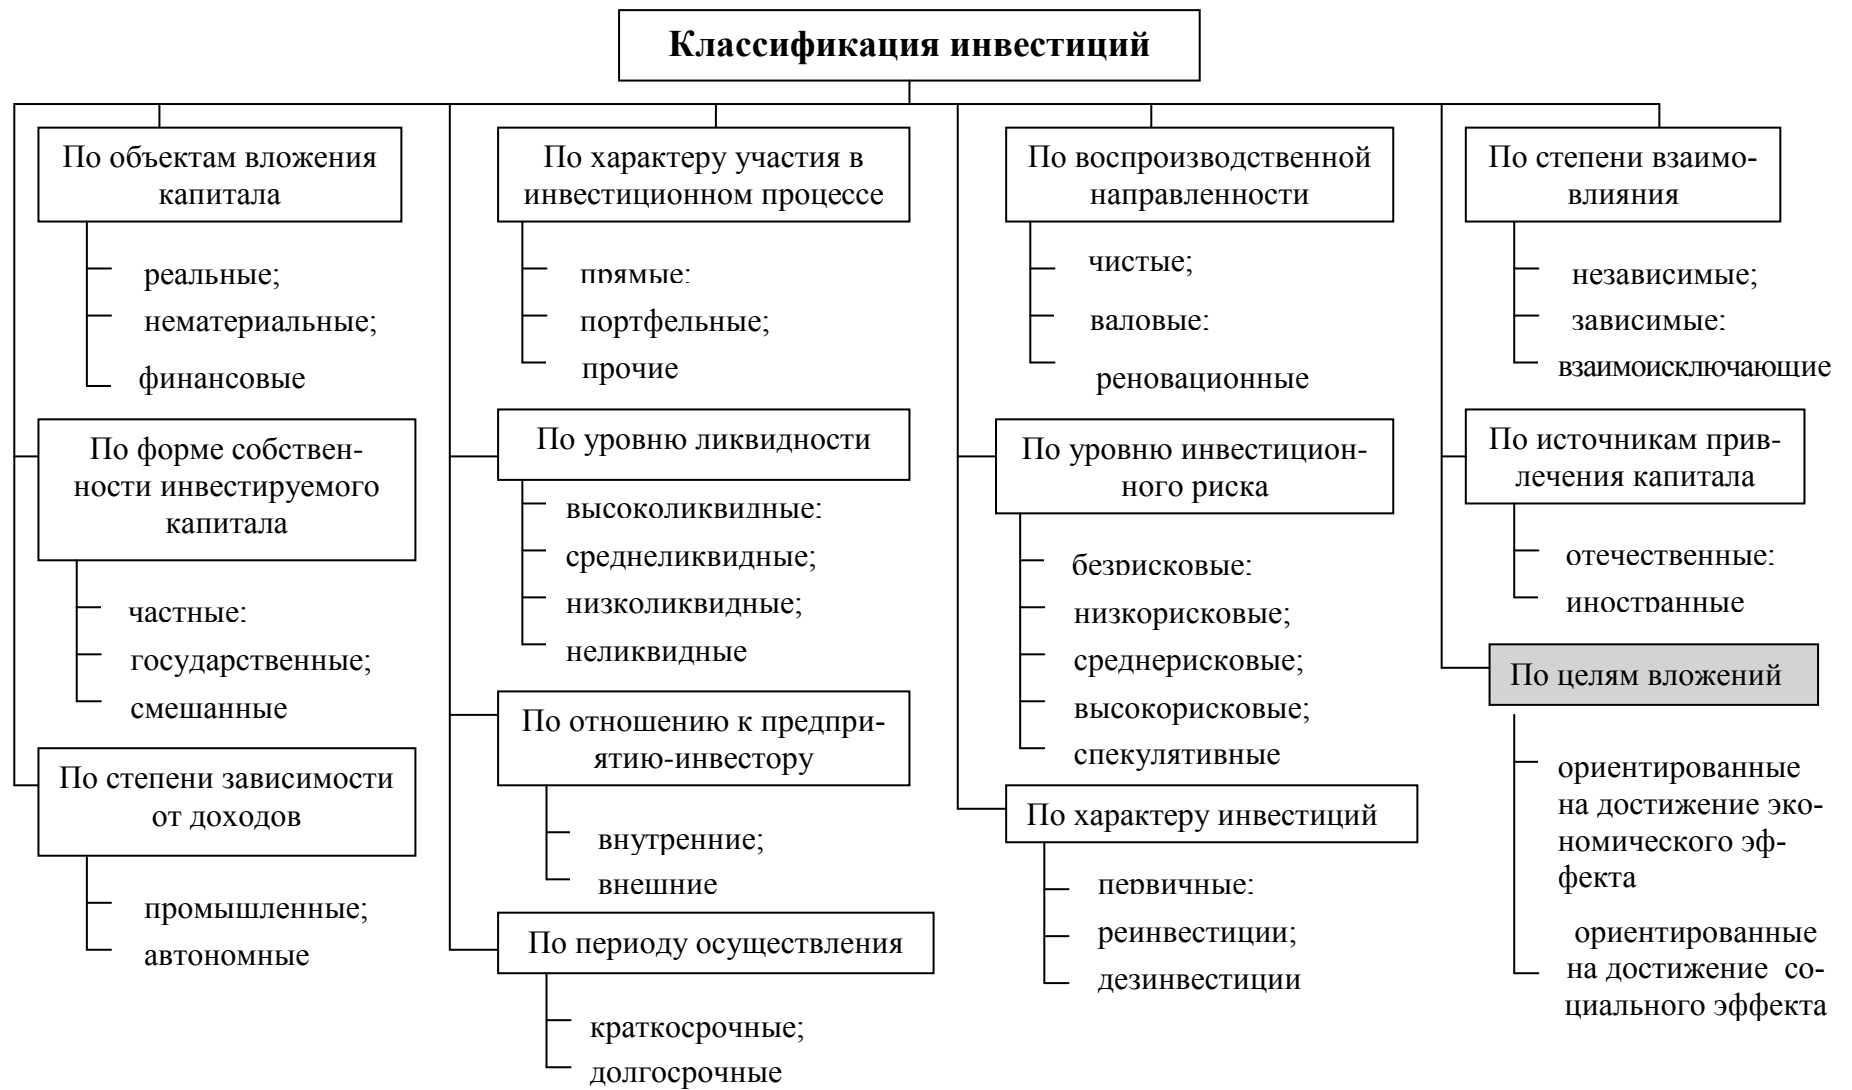 Классификация инвестиций
По объектам вложения
капитала
реальные;
нематериальные;
финансовые
По форме собствен-
ности инвестируемого
капитала
частные;
государственные;
смешанные
По степени зависимости
от доходов
промышленные;
автономные
По характеру участия в
инвестиционном процессе
прямые;
портфельные;
прочие
По уровню ликвидности
высоколиквидные;
среднеликвидные;
низколиквидные;
неликвидные
По отношению к предпри-
ятию-инвестору
внутренние;
внешние
По периоду осуществления
краткосрочные;
долгосрочные
По воспроизводственной
направленности
чистые;
валовые;
реновационные
По уровню инвестицион-
ного риска
безрисковые;
низкорисковые;
среднерисковые;
высокорисковые;
спекулятивные
По характеру инвестиций
первичные;
реинвестиции;
дезинвестиции
По степени взаимо-
влияния
независимые;
зависимые;
взаимоисключающие
По источникам прив-
лечения капитала
отечественные;
иностранные
По целям вложений
ориентированные
на достижение эко-
номического эф-
фекта
ориентированные
на достижение со-
циального эффекта